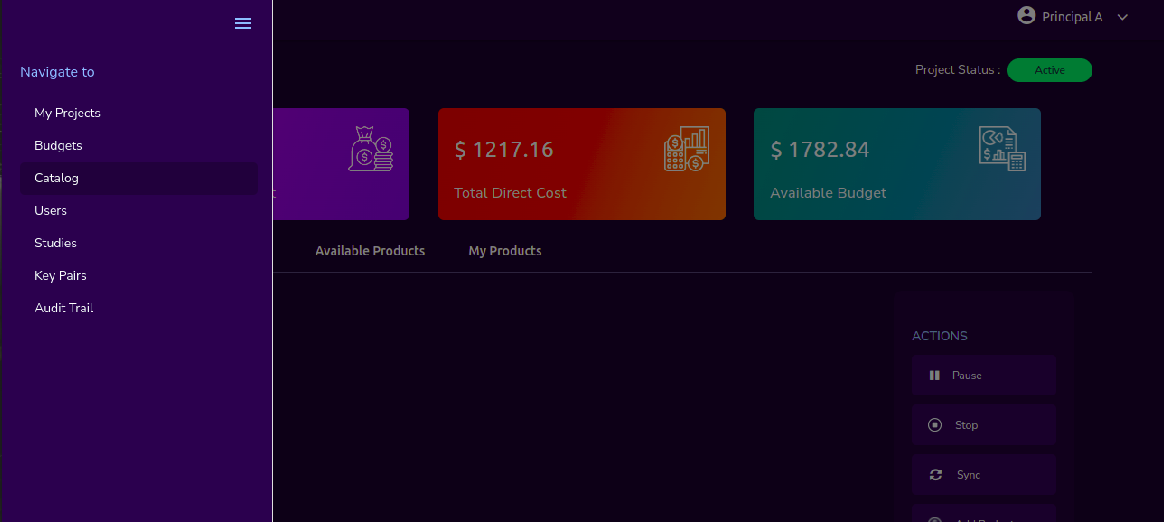 Principal A
Navigate to
My Projects
Budgets
Catalog
Users
Studies
Key Pairs
Audit Trail
Project Status :
Active
$ 1217.16
Total Direct Cost
$ 1782.84
Available Budget
Available Products
My Products
ACTIONS
Pause
Stop
Sync